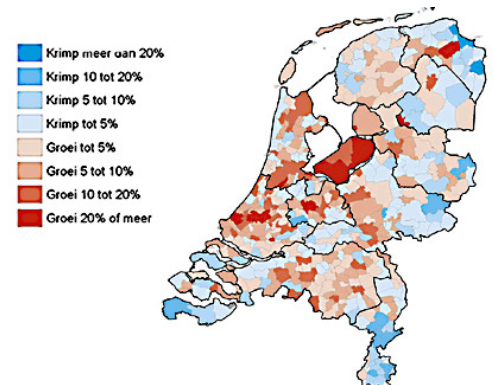 Krimp meer dan 20%
Krimp 10 tot 20%
Krimp 5 tot 10%
Krimp tot 5%
Groei tot 5%
Groei 5 tot 10%
Groei 10 tot 20%
Groei 20% of meer